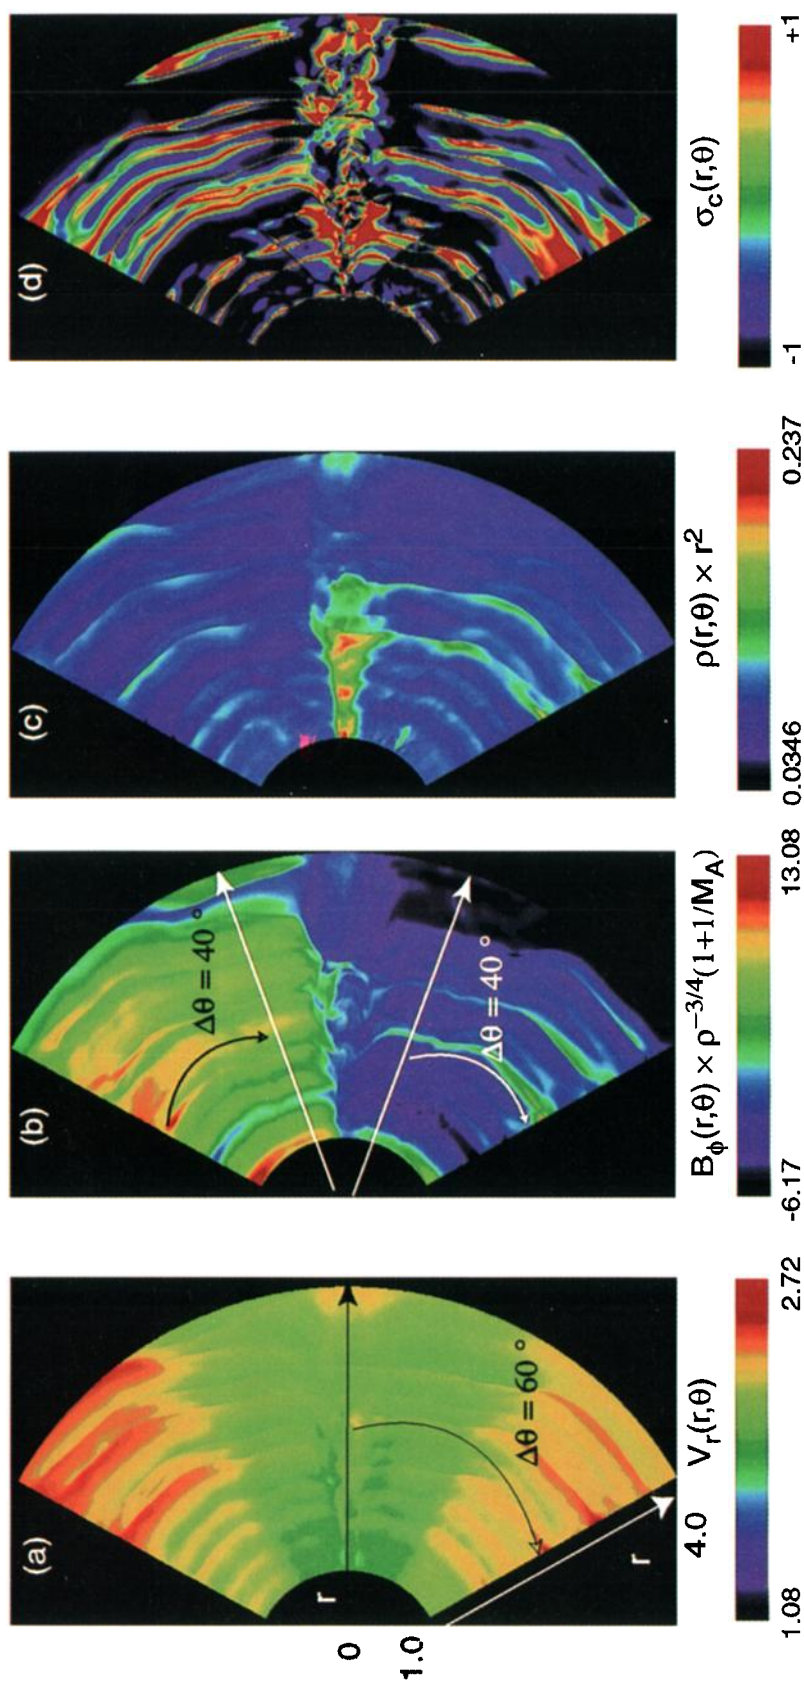 (a)
r
Δθ = 60 °
r
0
1.0
4.0
V_r(r,θ)
1.08
2.72
(b)
Δθ = 40 °
Δθ = 40 °
B_ϕ(r,θ) × ρ^{-3/4}(1+1/M_A)
-6.17
13.08
(c)
ρ(r,θ) × r^2
0.0346
0.237
(d)
σ_c(r,θ)
-1
+1